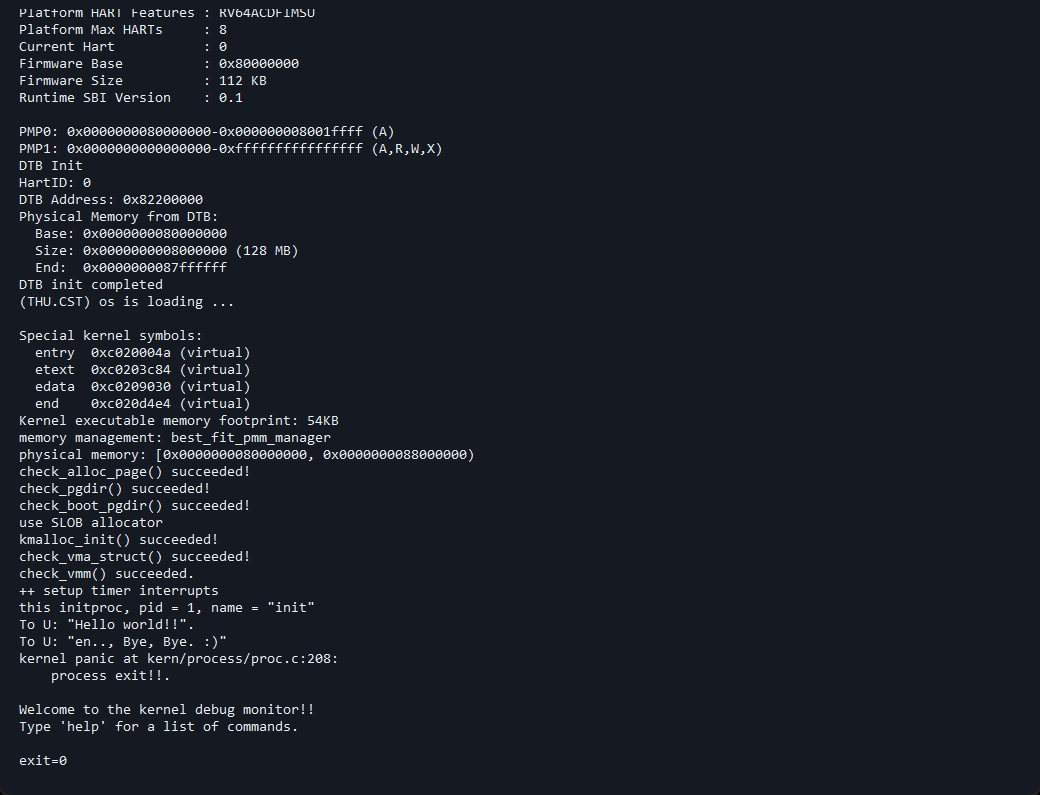 Platform HART Features : RV64ACDFIMSU
Platform Max HARTs     : 8
Current Hart           : 0
Firmware Base          : 0x80000000
Firmware Size          : 112 KB
Runtime SBI Version    : 0.1

PMP0: 0x0000000080000000-0x000000008001ffff (A)
PMP1: 0x0000000000000000-0xffffffffffffffff (A,R,W,X)
DTB Init
HartID: 0
DTB Address: 0x82200000
Physical Memory from DTB:
  Base: 0x0000000080000000
  Size: 0x0000000008000000 (128 MB)
  End:  0x0000000087ffffff
DTB init completed
(THU.CST) os is loading ...

Special kernel symbols:
  entry  0xc020004a (virtual)
  etext  0xc0203c84 (virtual)
  edata  0xc0209030 (virtual)
  end    0xc020d4e4 (virtual)
Kernel executable memory footprint: 54KB
memory management: best_fit_pmm_manager
physical memory: [0x0000000080000000, 0x0000000088000000)
check_alloc_page() succeeded!
check_pgdir() succeeded!
check_boot_pgdir() succeeded!
use SLOB allocator
kmalloc_init() succeeded!
check_vma_struct() succeeded!
check_vmm() succeeded.
++ setup timer interrupts
this initproc, pid = 1, name = "init"
To U: "Hello world!!".
To U: "en.., Bye, Bye. :)"
kernel panic at kern/process/proc.c:208:
    process exit!!.

Welcome to the kernel debug monitor!!
Type 'help' for a list of commands.

exit=0